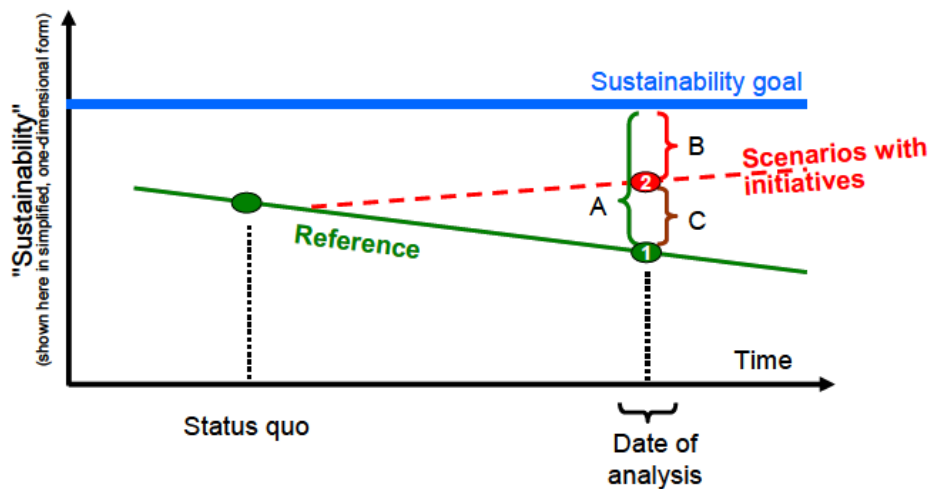 "Sustainability"
(shown here in simplified, one-dimensional form)
Sustainability goal
B
Scenarios with
initiatives
2
A
C
Reference
1
Time
Status quo
Date of
analysis